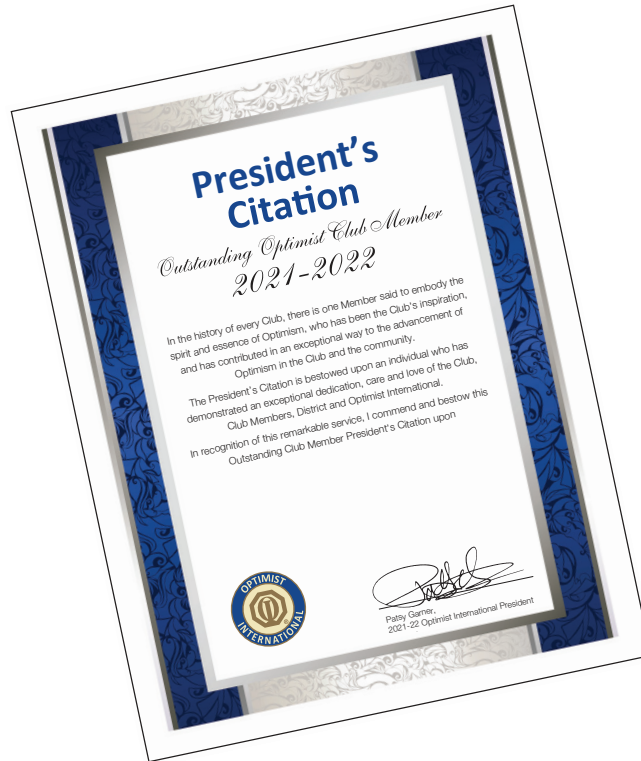 President's
Citation
Outstanding Optimist Club Member
2021-2022
In the history of every Club, there is one Member said to embody the
spirit and essence of Optimism, who has been the Club's inspiration,
and has contributed in an exceptional way to the advancement of
Optimism in the Club and the community.
The President's Citation is bestowed upon an individual who has
demonstrated an exceptional dedication, care and love of the Club,
Club Members, District and Optimist International.
In recognition of this remarkable service, I commend and bestow this
Outstanding Club Member President's Citation upon
OPTIMIST
INTERNATIONAL
®
Patsy Garner,
2021-22 Optimist International President